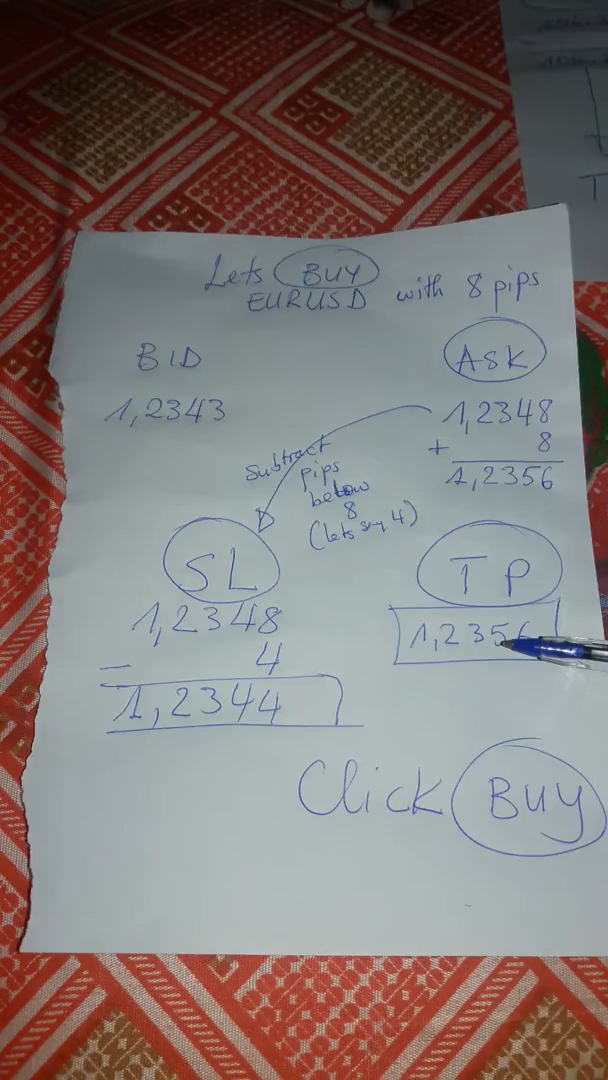 Lets BUY
EURUSD with 8 pips
BID
ASK
1,2343
1,2348
+ 8
1,2356
Subtract
pips
below
8
(lets say 4)
SL
1,2348
- 4
1,2344
TP
1,2356
Click BUY